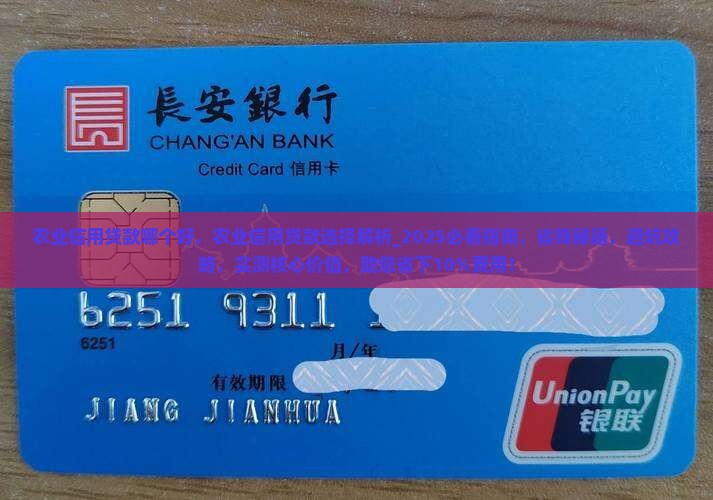 長安銀行
CHANG'AN BANK
Credit Card 信用卡
农业信用贷款哪个好，农业信用贷款选择解析_2025必看指南，省钱秘籍，避坑攻
略，直测核心价值，助你省下10%费用！
6251 9311 1
6251
月/年
有效期限
JIANG JIANHUA
UnionPay
银联